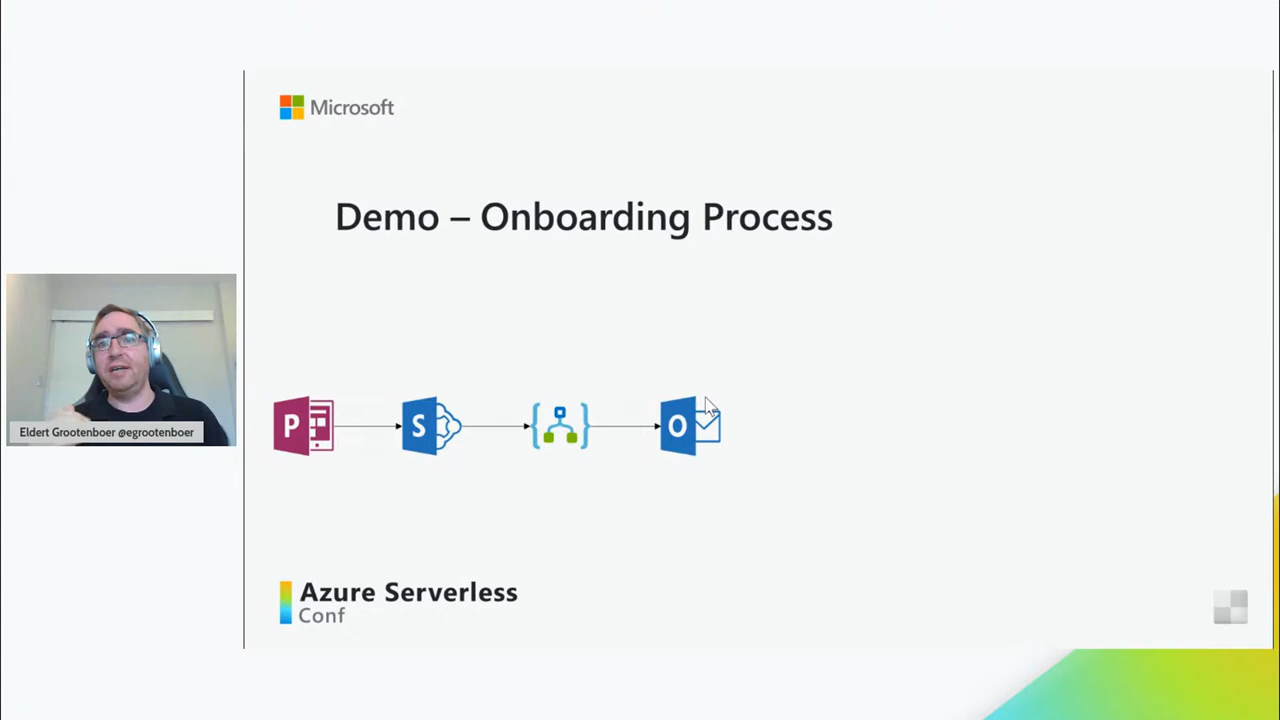 Microsoft
Demo – Onboarding Process
P
S
O
Eldert Grootenboer @egrootenboer
Azure Serverless
Conf